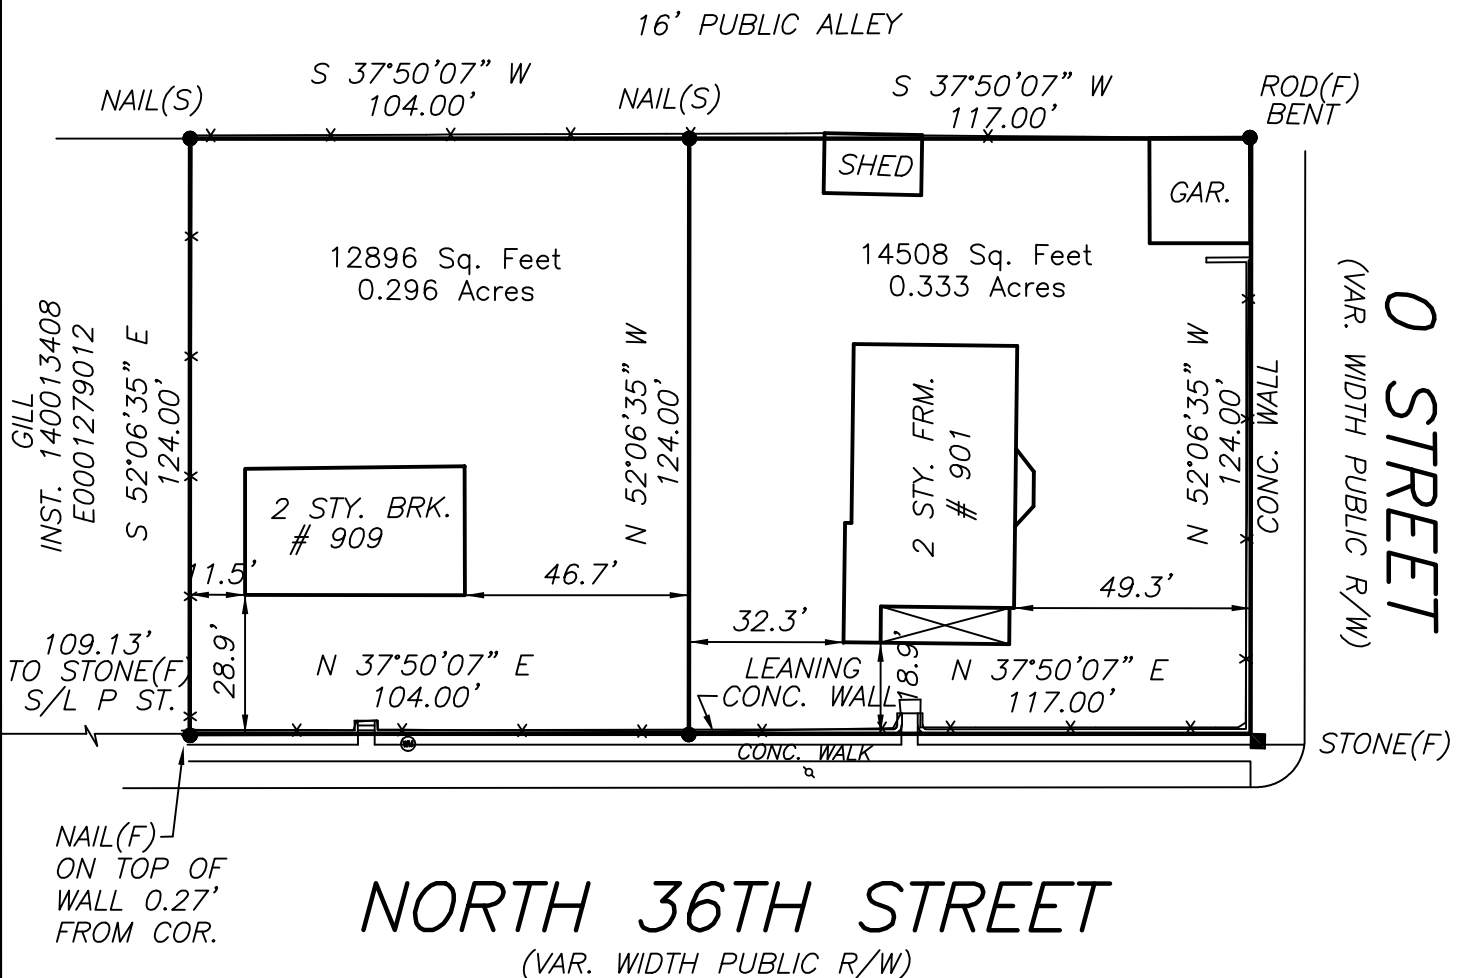 16' PUBLIC ALLEY
S 37°50'07" W
104.00'
NAIL(S)
NAIL(S)
S 37°50'07" W
117.00'
ROD(F)
BENT
SHED
GAR.
12896 Sq. Feet
0.296 Acres
14508 Sq. Feet
0.333 Acres
GILL
INST. 140013408
E0001279012
S 52°06'35" E
124.00'
N 52°06'35" W
124.00'
N 52°06'35" W
124.00'
CONC. WALL
(VAR. WIDTH PUBLIC R/W)
O STREET
2 STY. BRK.
# 909
2 STY. FRM.
# 901
11.5'
46.7'
49.3'
32.3'
28.9'
18.9'
109.13'
TO STONE(F)
S/L P ST.
N 37°50'07" E
104.00'
LEANING
CONC. WALL
N 37°50'07" E
117.00'
CONC. WALK
STONE(F)
NAIL(F)
ON TOP OF
WALL 0.27'
FROM COR.
NORTH 36TH STREET
(VAR. WIDTH PUBLIC R/W)